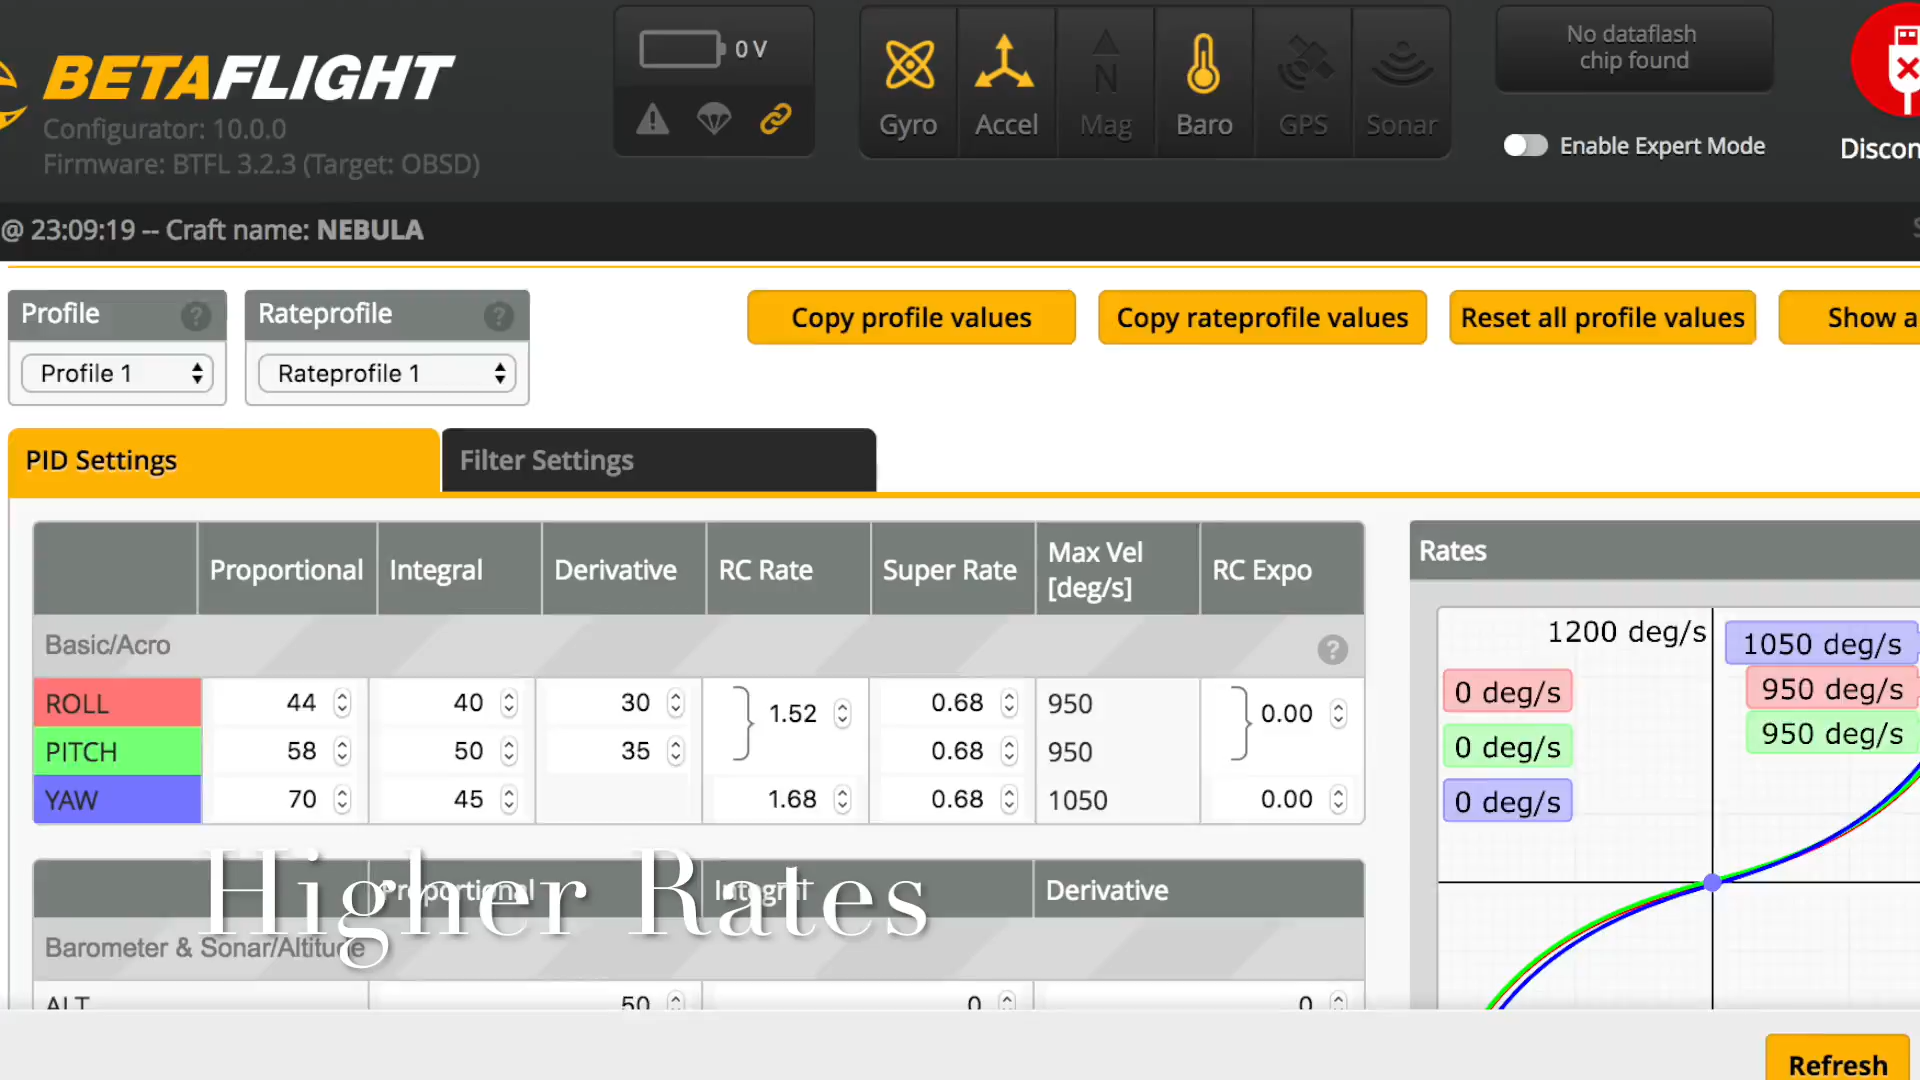 BETAFLIGHT
Configurator: 10.0.0
Firmware: BTFL 3.2.3 (Target: OBSD)
0 V
Gyro
Accel
N
Mag
Baro
GPS
Sonar
No dataflash
chip found
Enable Expert Mode
Discon
@ 23:09:19 -- Craft name: NEBULA
Profile ?
Rateprofile ?
Profile 1
Rateprofile 1
Copy profile values
Copy rateprofile values
Reset all profile values
Show a
PID Settings
Filter Settings
Proportional Integral Derivative RC Rate Super Rate Max Vel [deg/s] RC Expo
Basic/Acro ?
ROLL 44 40 30 1.52 0.68 950 0.00
PITCH 58 50 35 0.68 950
YAW 70 45 1.68 0.68 1050 0.00
Rates
1200 deg/s
1050 deg/s
0 deg/s
950 deg/s
0 deg/s
950 deg/s
0 deg/s
Proportional Integral Derivative
Higher Rates
Barometer & Sonar/Altitude
ALT 50 0 0
Refresh